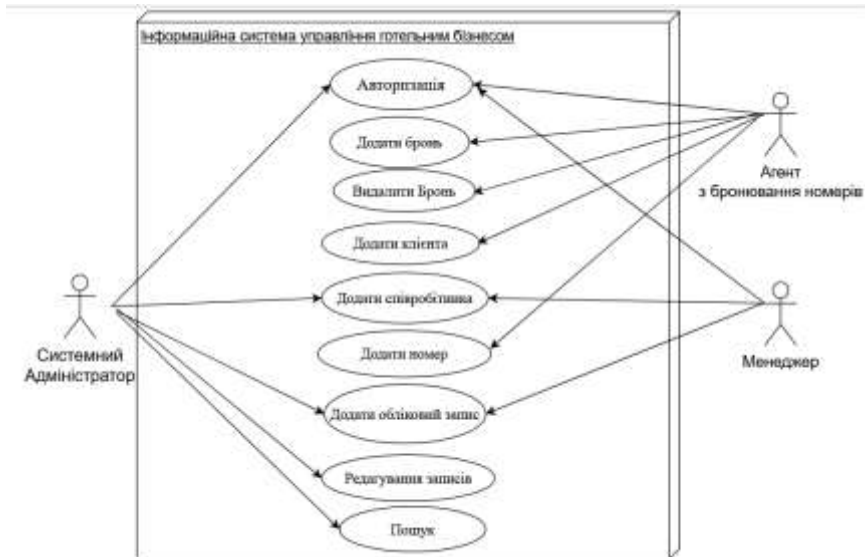 Інформаційна система управління готельним бізнесом
Авторизація
Додати бронь
Видалити Бронь
Додати клієнта
Додати співробітника
Додати номер
Додати обліковий запис
Редагування записів
Пошук
Системний
Адміністратор
Агент
з бронювання номерів
Менеджер